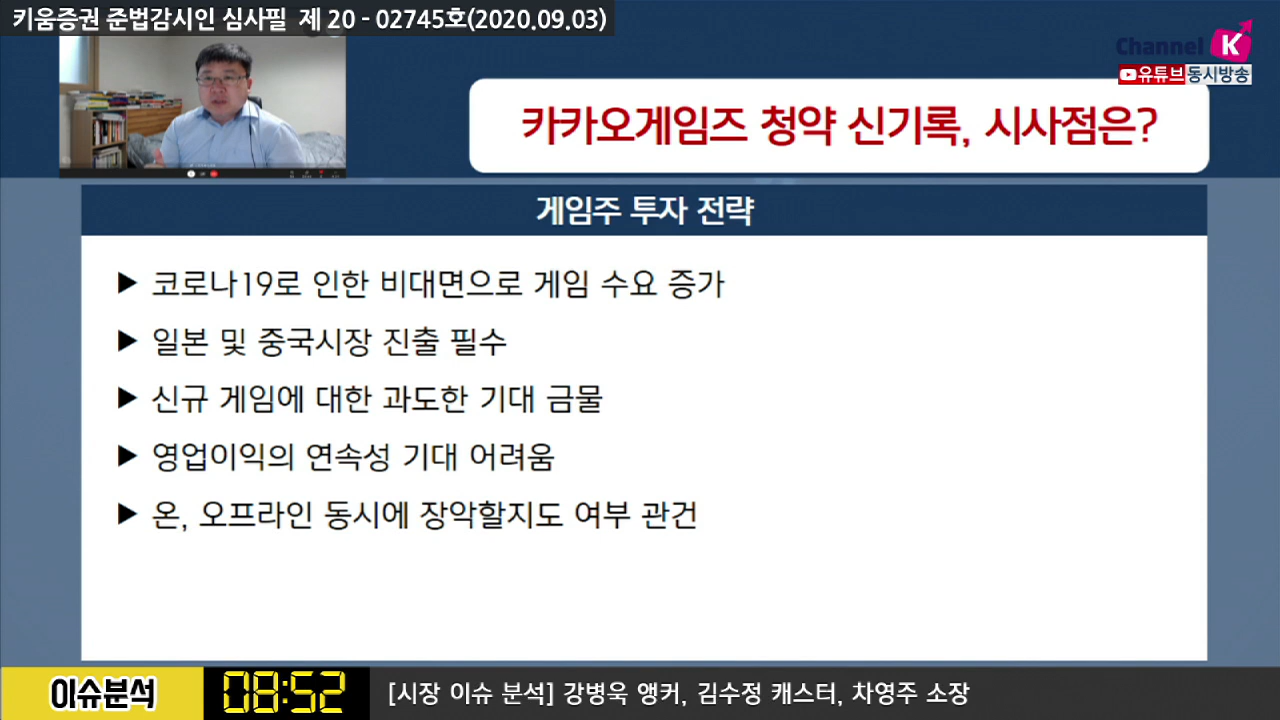 키움증권 준법감시인 심사필 제 20 - 02745호(2020.09.03)
Channel K
유튜브동시방송
카카오게임즈 청약 신기록, 시사점은?
게임주 투자 전략
▶ 코로나19로 인한 비대면으로 게임 수요 증가
▶ 일본 및 중국시장 진출 필수
▶ 신규 게임에 대한 과도한 기대 금물
▶ 영업이익의 연속성 기대 어려움
▶ 온, 오프라인 동시에 장악할지도 여부 관건
이슈분석
08:52
[시장 이슈 분석] 강병욱 앵커, 김수정 캐스터, 차영주 소장